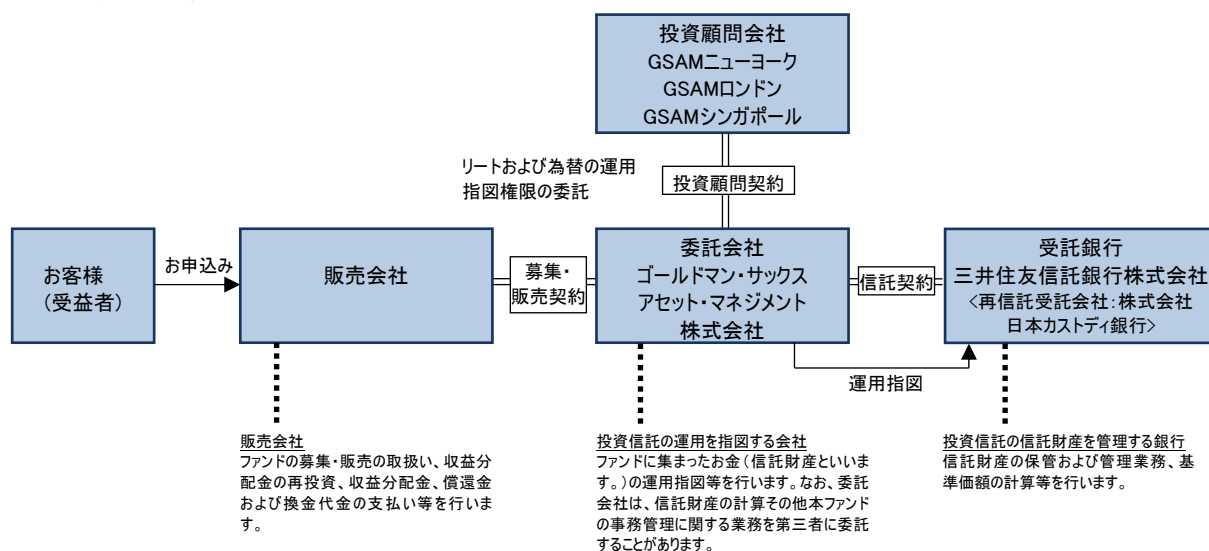 投資顧問会社
GSAMニューヨーク
GSAMロンドン
GSAMシンガポール
リートおよび為替の運用
指図権限の委託
投資顧問契約
お客様
(受益者)
お申込み
販売会社
募集・
販売契約
委託会社
ゴールドマン・サックス
アセット・マネジメント
株式会社
信託契約
受託銀行
三井住友信託銀行株式会社
<再信託受託会社:株式会社
日本カストディ銀行>
運用指図
販売会社
ファンドの募集・販売の取扱い、収益分
配金の再投資、収益分配金、償還金
および換金代金の支払い等を行いま
す。
投資信託の運用を指図する会社
ファンドに集まったお金(信託財産といいま
す。)の運用指図等を行います。なお、委託
会社は、信託財産の計算その他本ファンド
の事務管理に関する業務を第三者に委託
することがあります。
投資信託の信託財産を管理する銀行
信託財産の保管および管理業務、基
準価額の計算等を行います。